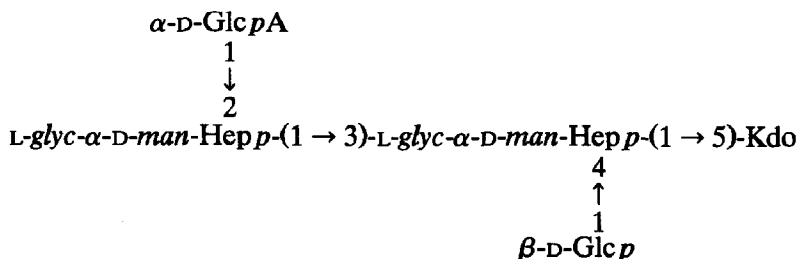 α-D-GlcpA
1
↓
2
L-glyc-α-D-man-Hepp-(1 → 3)-L-glyc-α-D-man-Hepp-(1 → 5)-Kdo
4
↑
1
β-D-Glcp